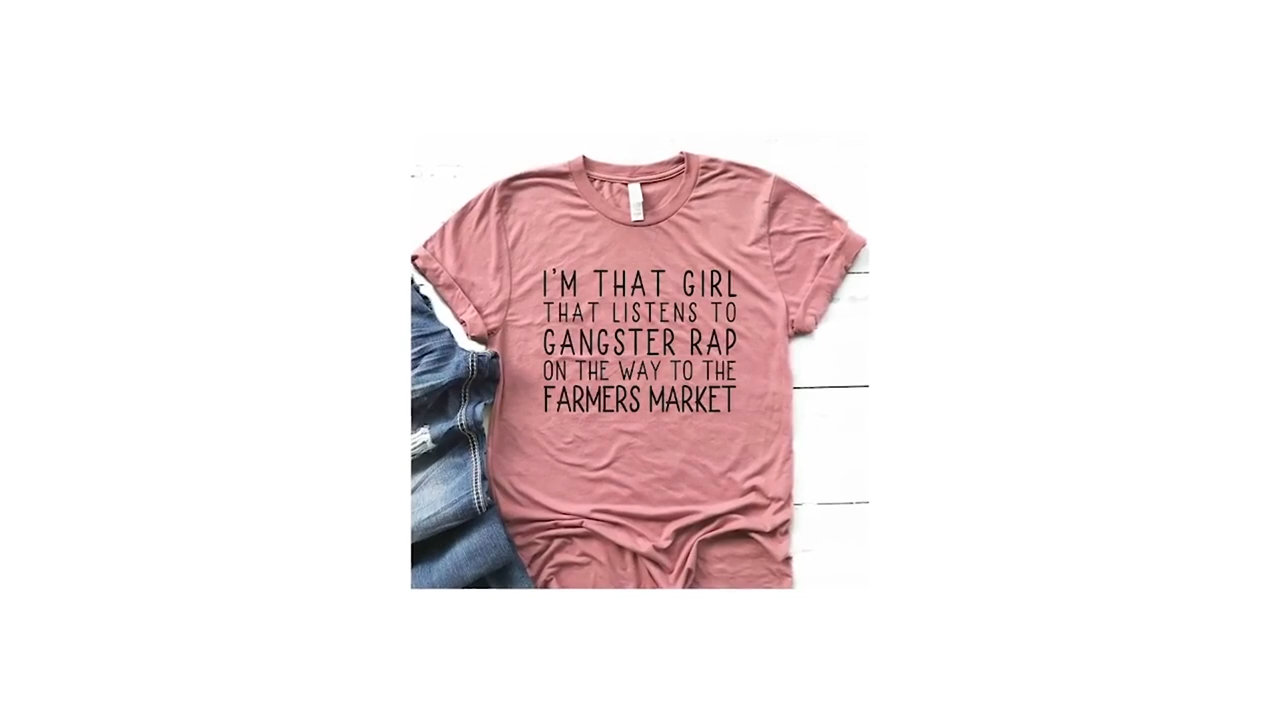 I'M THAT GIRL
THAT LISTENS TO
GANGSTER RAP
ON THE WAY TO THE
FARMERS MARKET